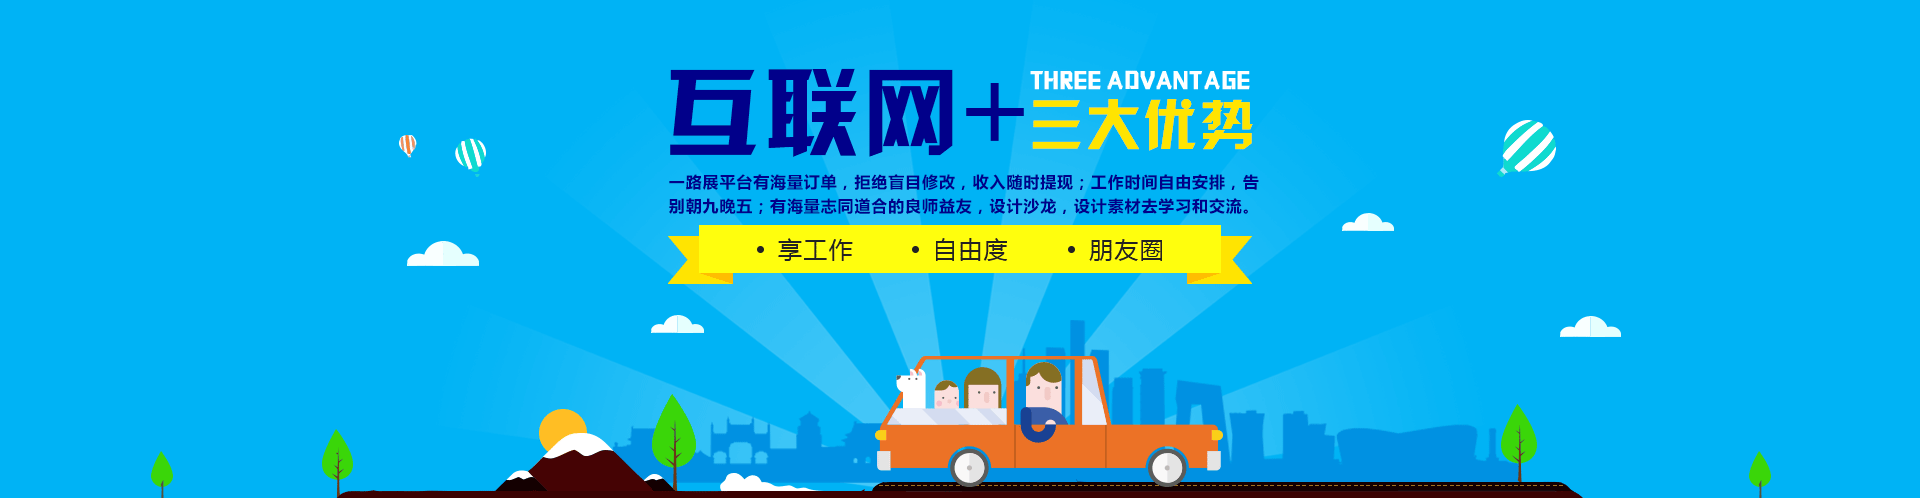 互联网+
THREE ADVANTAGE
三大优势
一路展平台有海量订单，拒绝盲目修改，收入随时提现；工作时间自由安排，告
别朝九晚五；有海量志同道合的良师益友，设计沙龙，设计素材去学习和交流。
• 享工作 • 自由度 • 朋友圈